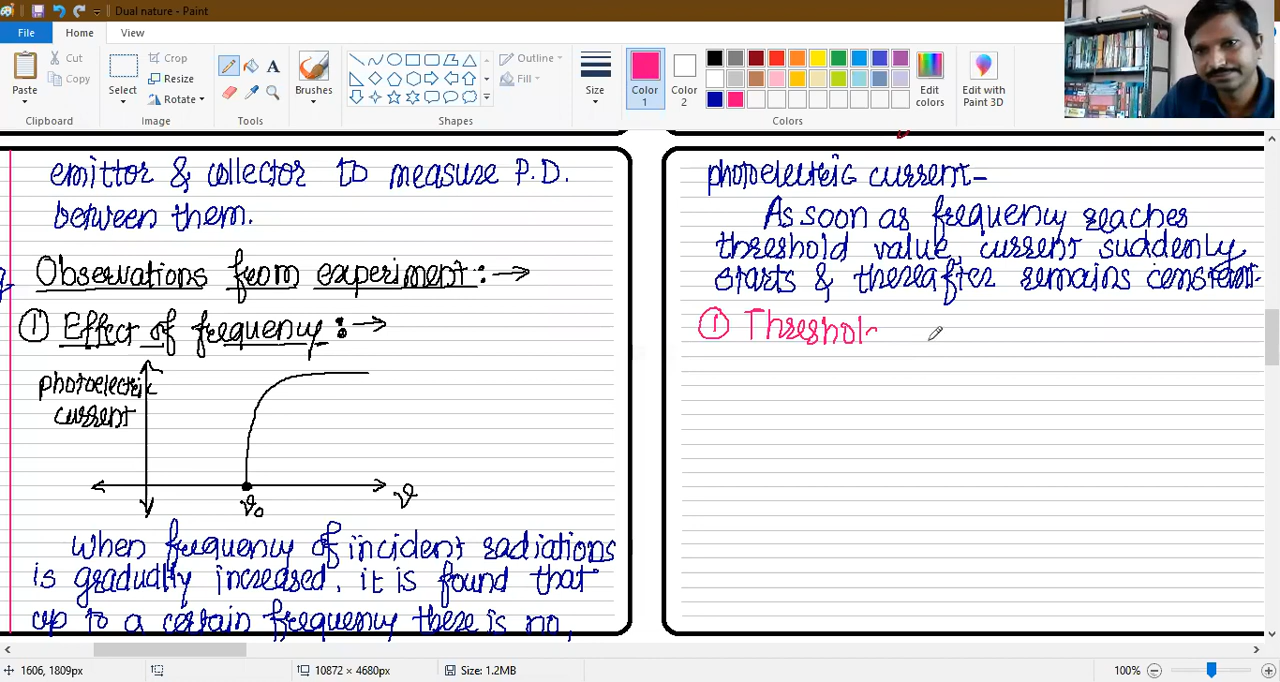 Dual nature - Paint
File
Home
View
Paste
Cut
Copy
Clipboard
Select
Crop
Resize
Rotate
Image
A
Tools
Brushes
Outline
Fill
Shapes
Size
Color 1
Color 2
Edit colors
Edit with Paint 3D
Colors
emittor & collector to measure P.D.
between them.
Observations from experiment :→
① Effect of frequency :→
photoelectric
current
ν₀
ν
When frequency of incident radiations
is gradually increased, it is found that
up to a certain frequency there is no,
photoelectric current-
As soon as frequency reaches
threshold value, current suddenly
starts & thereafter remains constant.
① Threshol
1606, 1809px
10872 × 4680px
Size: 1.2MB
100%